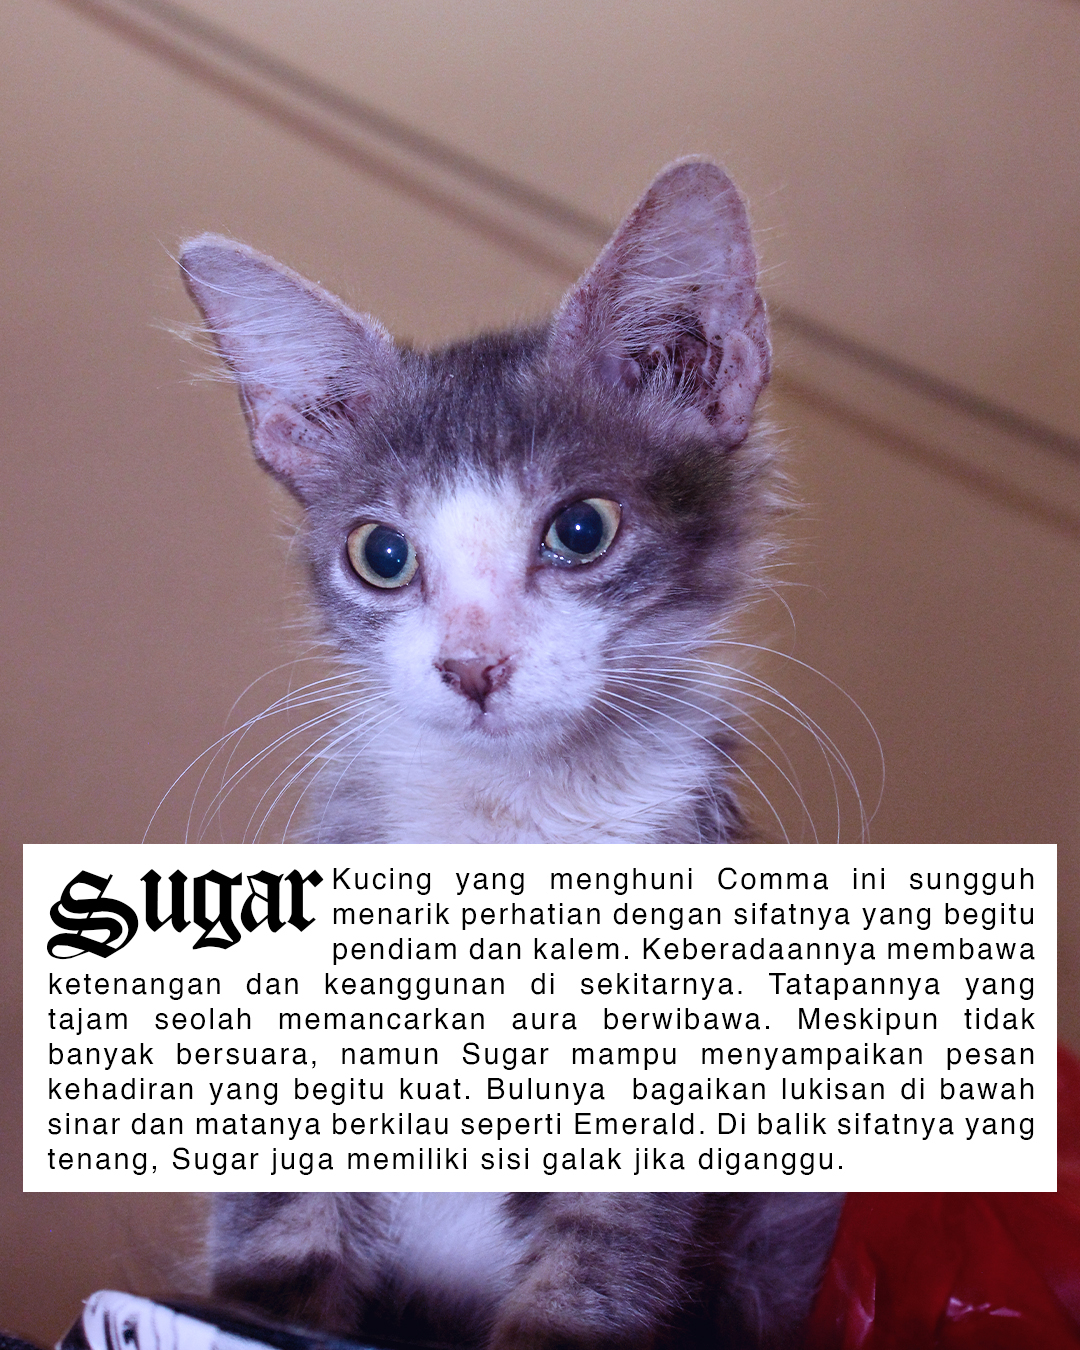 Sugar Kucing yang menghuni Comma ini sungguh
menarik perhatian dengan sifatnya yang begitu
pendiam dan kalem. Keberadaannya membawa
ketenangan dan keanggunan di sekitarnya. Tatapannya yang
tajam seolah memancarkan aura berwibawa. Meskipun tidak
banyak bersuara, namun Sugar mampu menyampaikan pesan
kehadiran yang begitu kuat. Bulunya bagaikan lukisan di bawah
sinar dan matanya berkilau seperti Emerald. Di balik sifatnya yang
tenang, Sugar juga memiliki sisi galak jika diganggu.